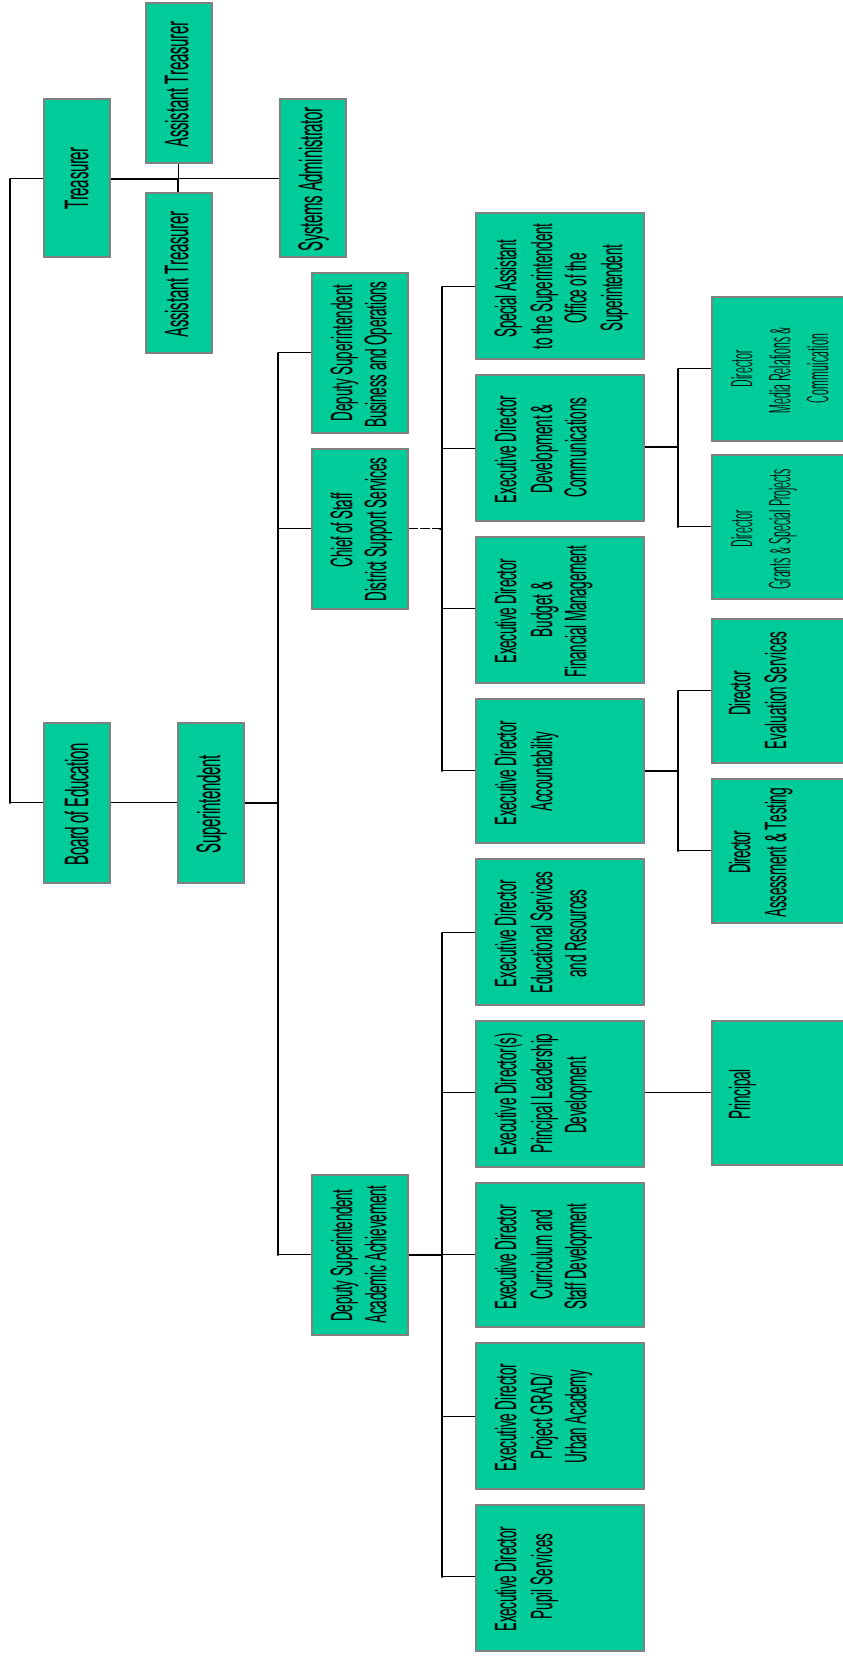 Board of Education
Treasurer
Superintendent
Assistant Treasurer
Assistant Treasurer
Systems Administrator
Deputy Superintendent
Academic Achievement
Chief of Staff
District Support Services
Deputy Superintendent
Business and Operations
Executive Director
Pupil Services
Executive Director
Project GRAD/
Urban Academy
Executive Director
Curriculum and
Staff Development
Executive Director(s)
Principal Leadership
Development
Executive Director
Educational Services
and Resources
Executive Director
Accountability
Executive Director
Budget &
Financial Management
Executive Director
Development &
Communications
Special Assistant
to the Superintendent
Office of the
Superintendent
Principal
Director
Assessment & Testing
Director
Evaluation Services
Director
Grants & Special Projects
Director
Media Relations &
Commuication